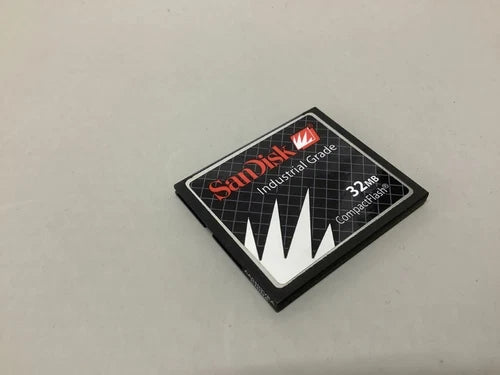 SanDisk
Industrial Grade
32MB
CompactFlash®